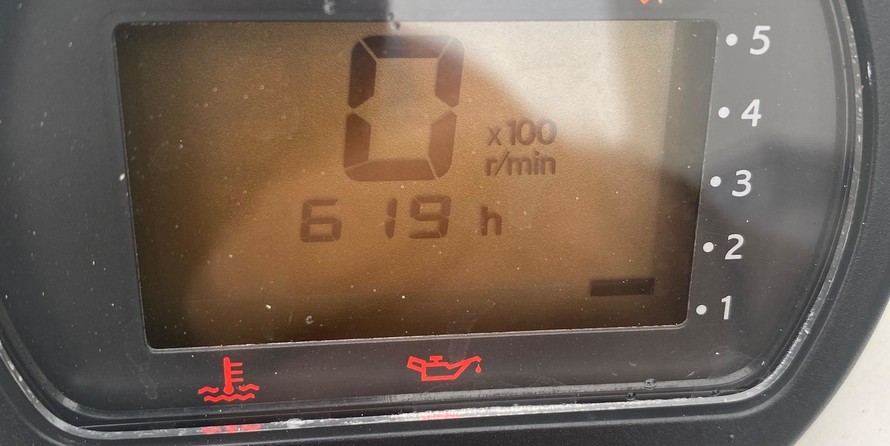 0
x100
r/min
619 h
• 5
• 4
• 3
• 2
• 1